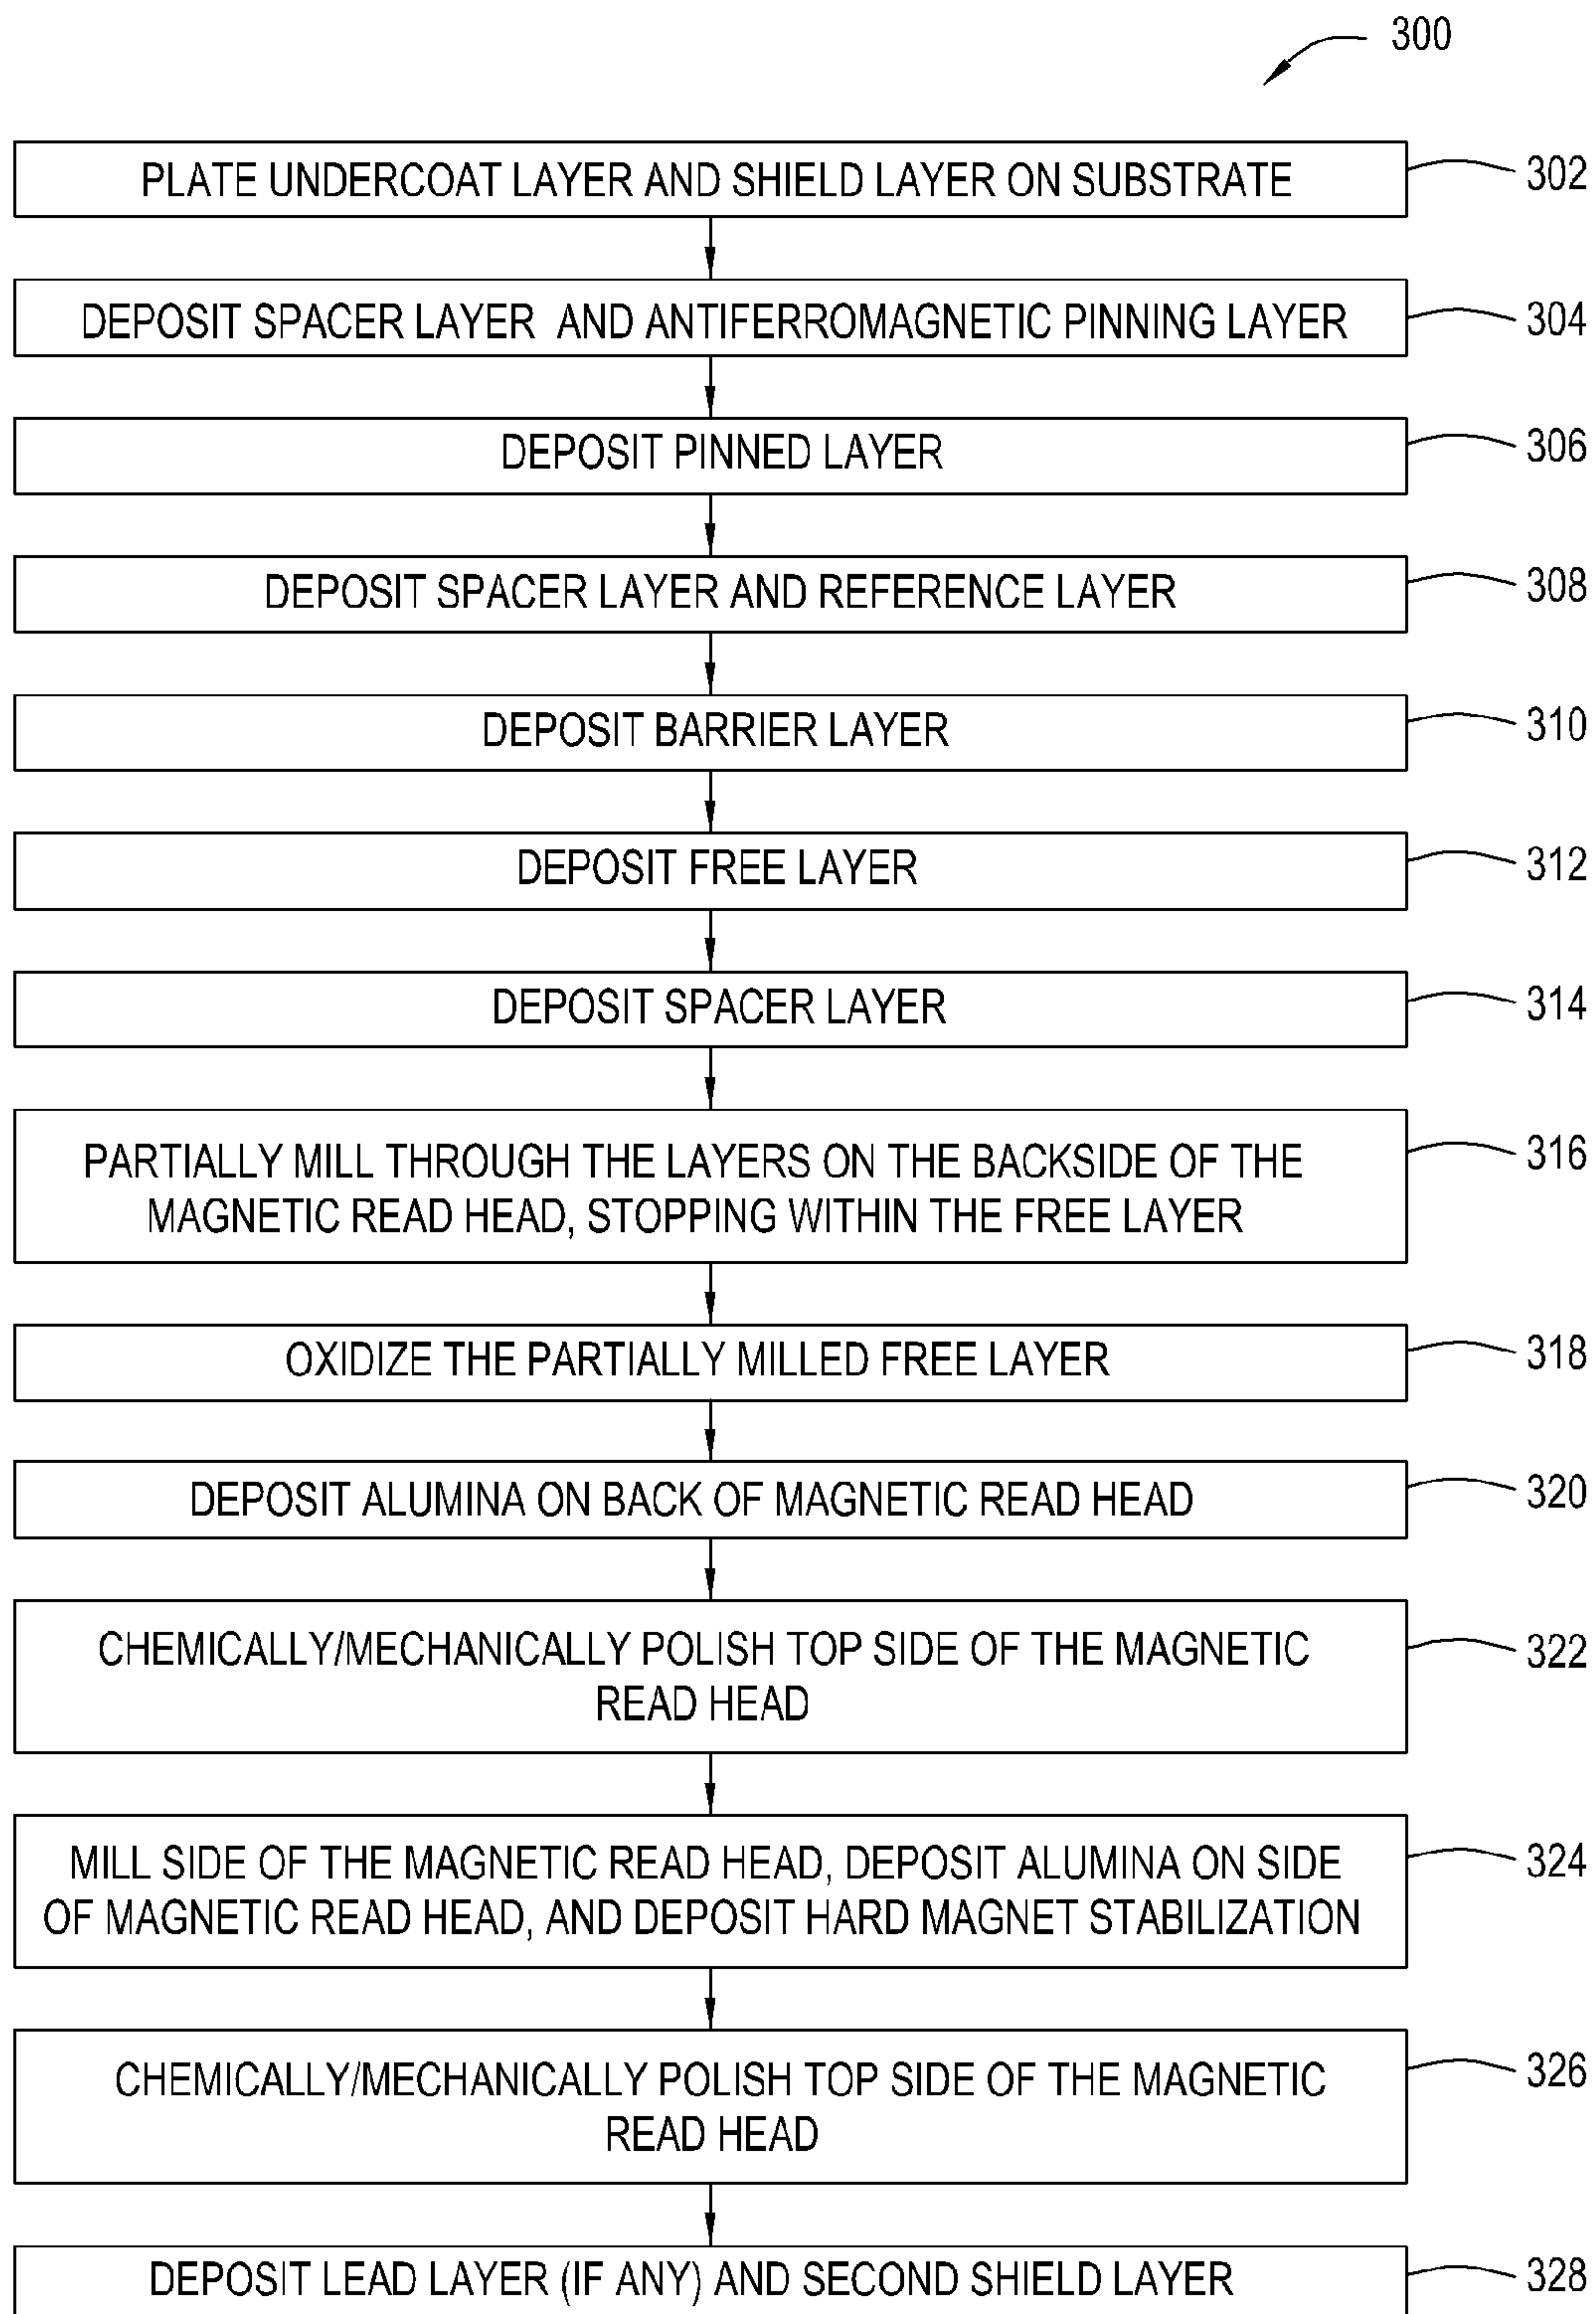 300
PLATE UNDERCOAT LAYER AND SHIELD LAYER ON SUBSTRATE
302
DEPOSIT SPACER LAYER AND ANTIFERROMAGNETIC PINNING LAYER
304
DEPOSIT PINNED LAYER
306
DEPOSIT SPACER LAYER AND REFERENCE LAYER
308
DEPOSIT BARRIER LAYER
310
DEPOSIT FREE LAYER
312
DEPOSIT SPACER LAYER
314
PARTIALLY MILL THROUGH THE LAYERS ON THE BACKSIDE OF THE
MAGNETIC READ HEAD, STOPPING WITHIN THE FREE LAYER
316
OXIDIZE THE PARTIALLY MILLED FREE LAYER
318
DEPOSIT ALUMINA ON BACK OF MAGNETIC READ HEAD
320
CHEMICALLY/MECHANICALLY POLISH TOP SIDE OF THE MAGNETIC
READ HEAD
322
MILL SIDE OF THE MAGNETIC READ HEAD, DEPOSIT ALUMINA ON SIDE
OF MAGNETIC READ HEAD, AND DEPOSIT HARD MAGNET STABILIZATION
324
CHEMICALLY/MECHANICALLY POLISH TOP SIDE OF THE MAGNETIC
READ HEAD
326
DEPOSIT LEAD LAYER (IF ANY) AND SECOND SHIELD LAYER
328